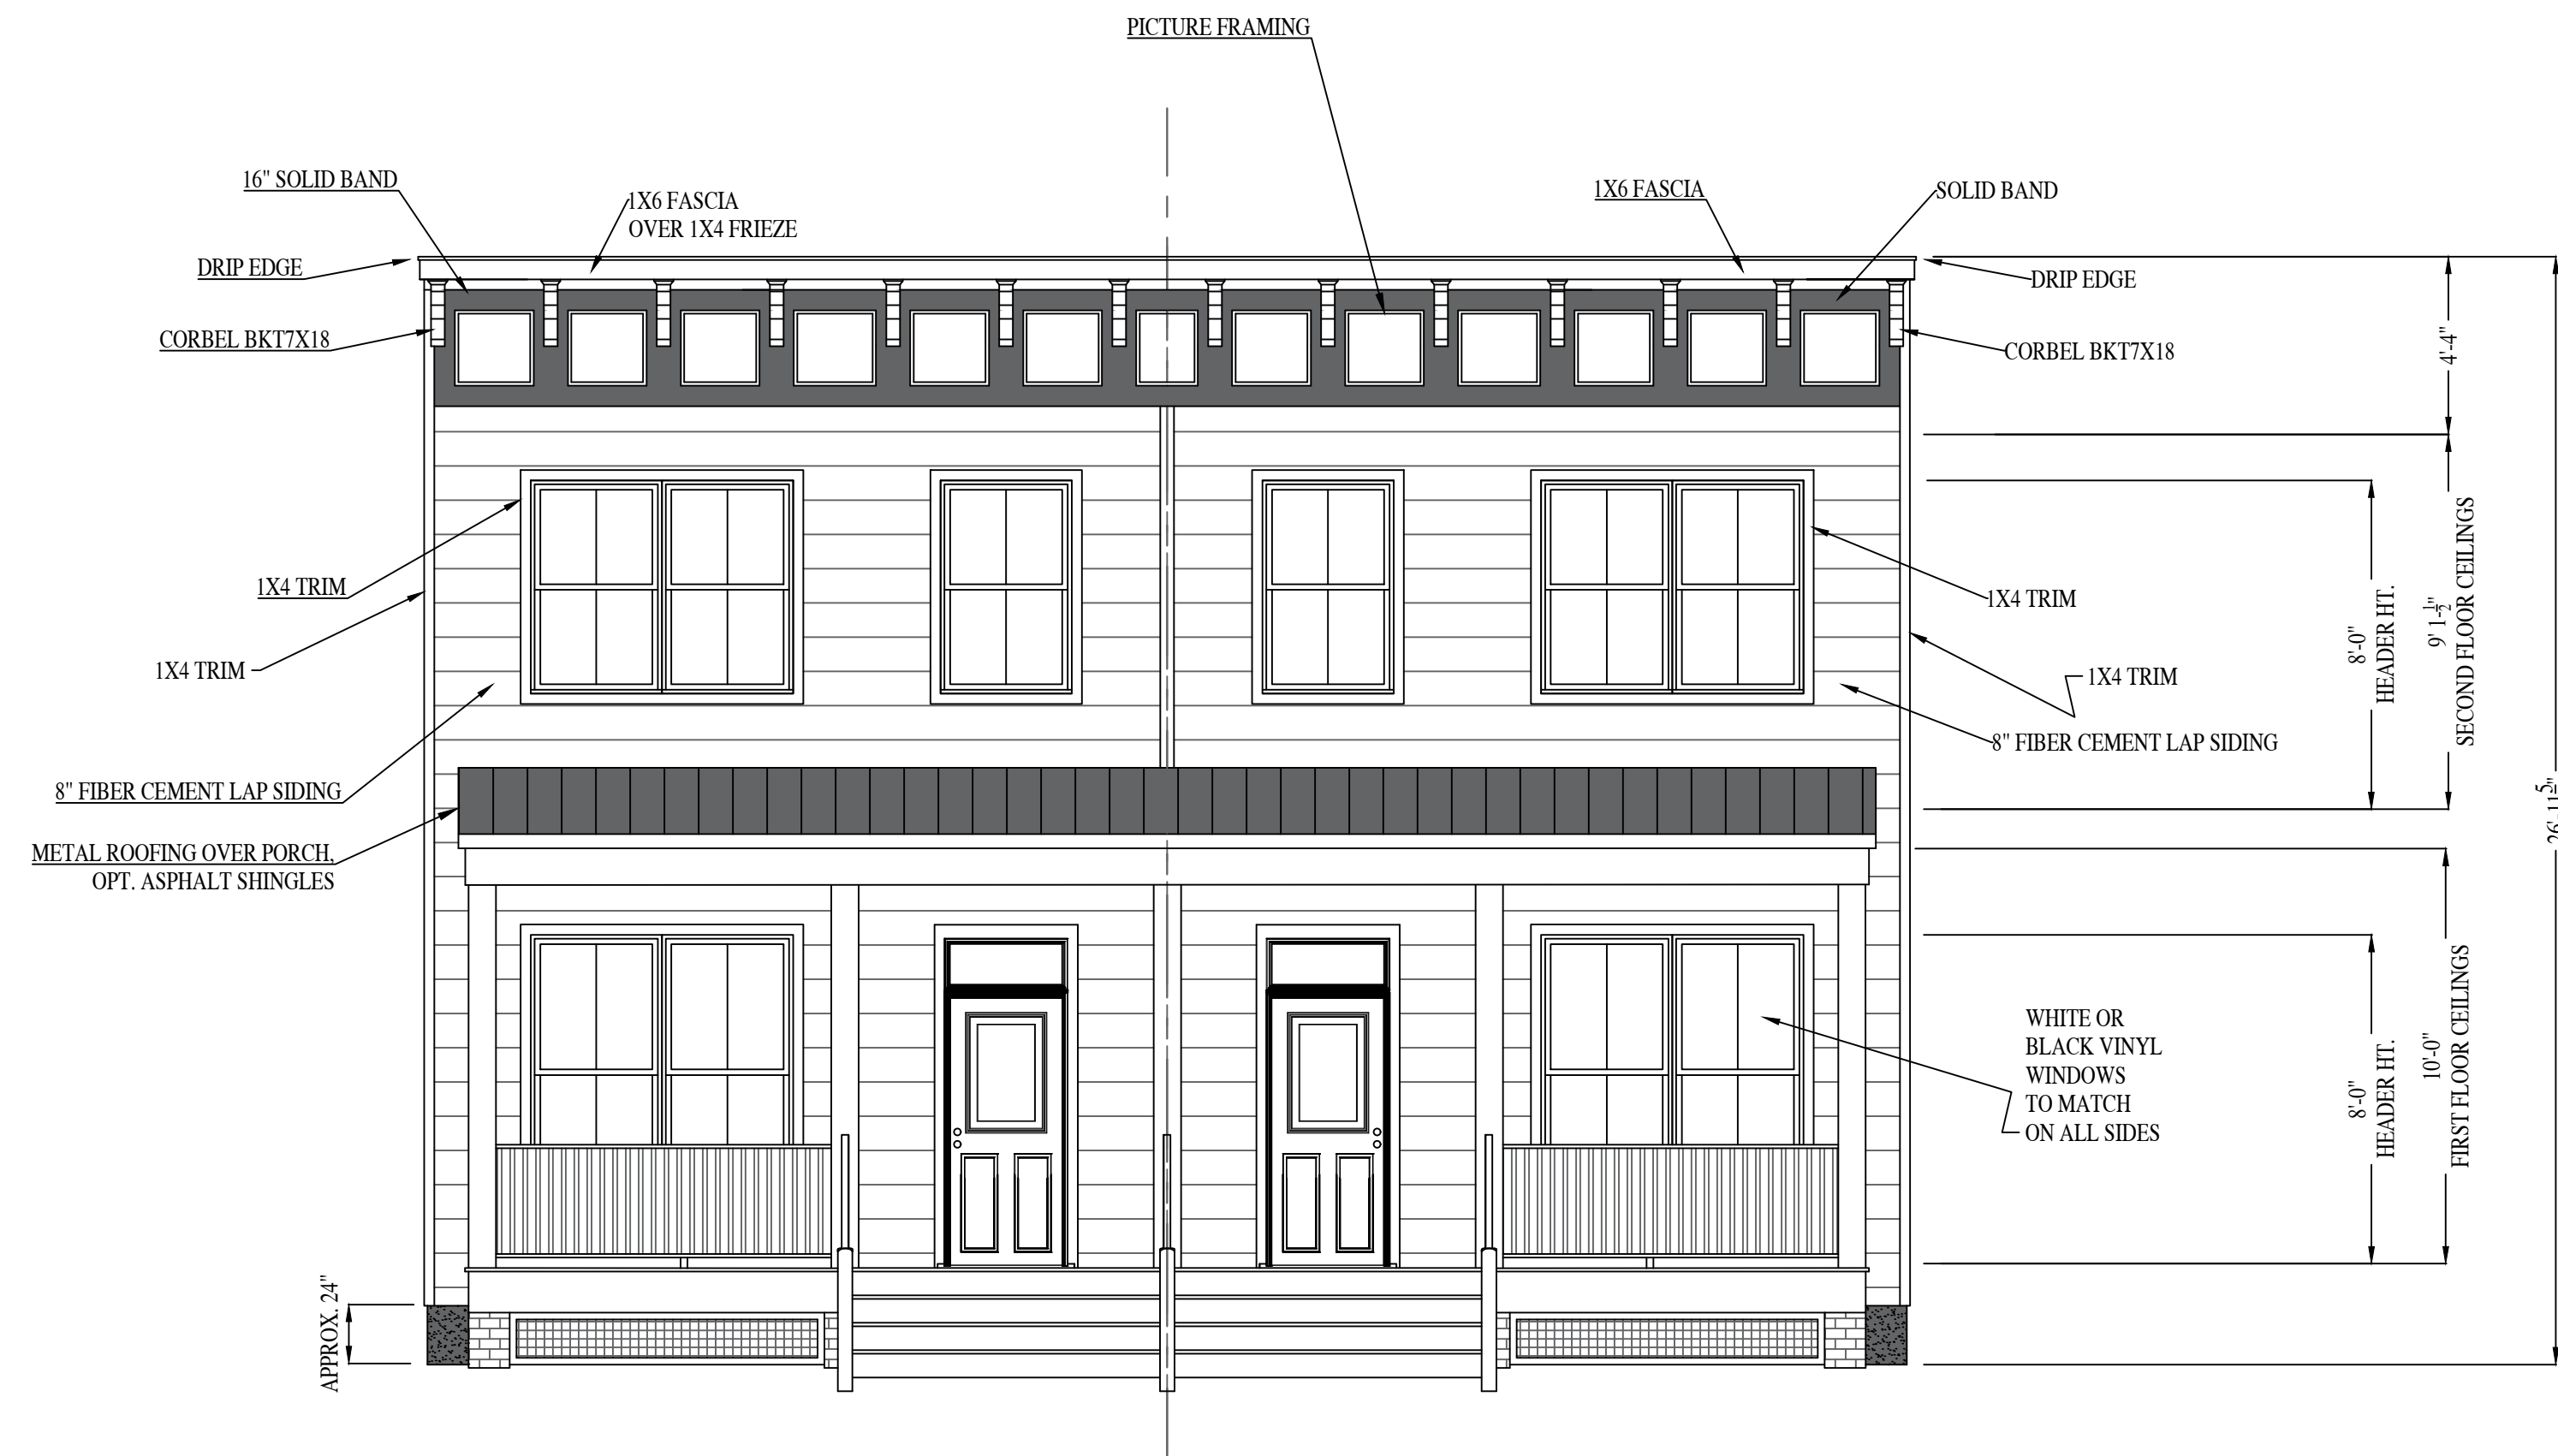 PICTURE FRAMING
16" SOLID BAND
1X6 FASCIA
OVER 1X4 FRIEZE
1X6 FASCIA
SOLID BAND
DRIP EDGE
DRIP EDGE
CORBEL BKT7X18
CORBEL BKT7X18
4'-4"
1X4 TRIM
1X4 TRIM
1X4 TRIM
1X4 TRIM
8'-0"
HEADER HT.
9' 1-1/2"
SECOND FLOOR CEILINGS
8" FIBER CEMENT LAP SIDING
8" FIBER CEMENT LAP SIDING
METAL ROOFING OVER PORCH,
OPT. ASPHALT SHINGLES
WHITE OR
BLACK VINYL
WINDOWS
TO MATCH
ON ALL SIDES
8'-0"
HEADER HT.
10'-0"
FIRST FLOOR CEILINGS
APPROX. 24"